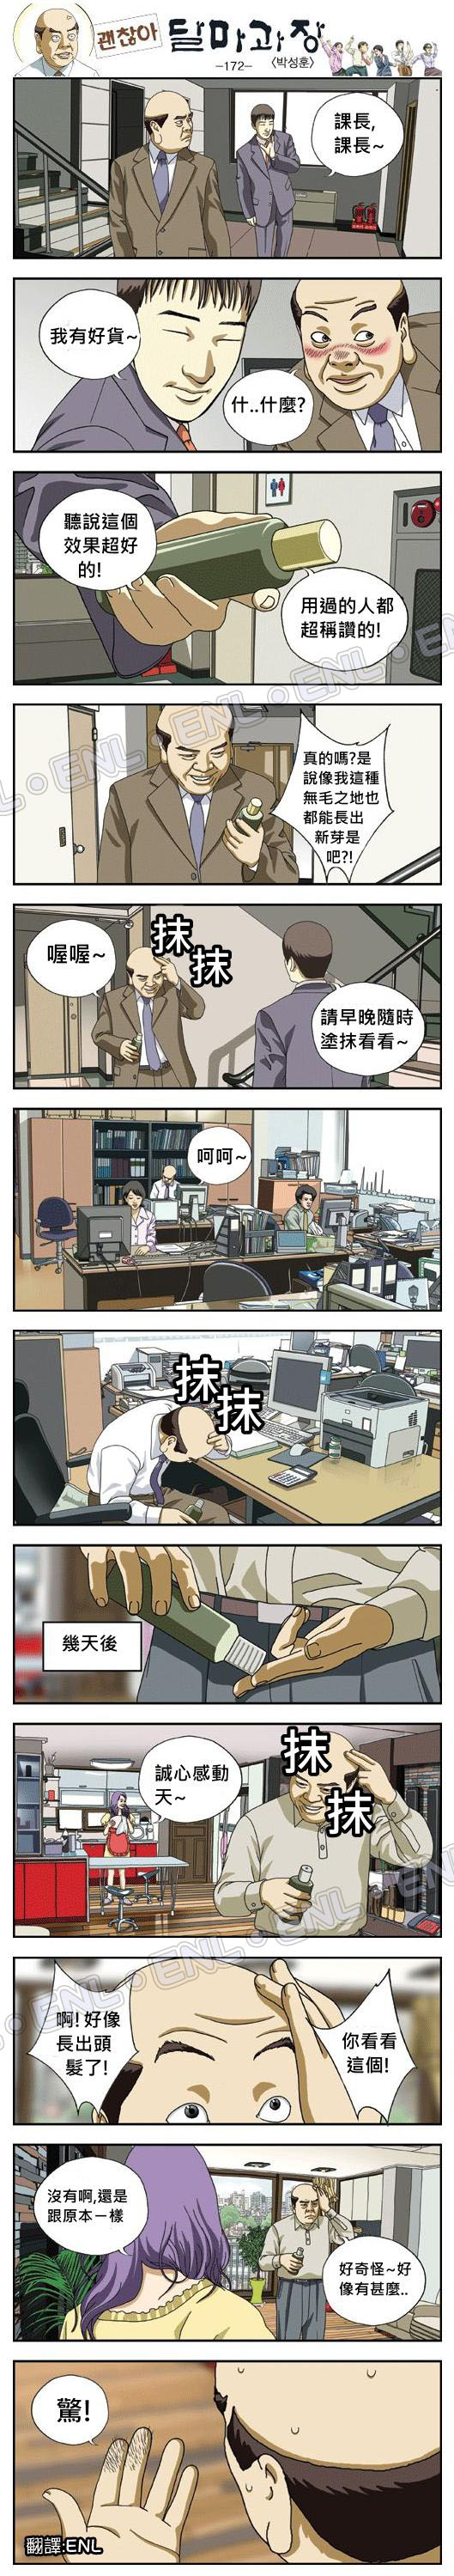 괜찮아
달마과장
-172-
<박성훈>
課長,
課長~
我有好貨~
什..什麼?
聽說這個
效果超好
的!
用過的人都
超稱讚的!
真的嗎?是
說像我這種
無毛之地也
都能長出
新芽是
吧?!
喔喔~
抹
抹
請早晚隨時
塗抹看看~
呵呵~
抹
抹
幾天後
誠心感動
天~
抹
抹
啊!好像
長出頭
髮了!
你看看
這個!
沒有啊,還是
跟原本一樣
好奇怪~好
像有甚麼..
驚!
翻譯:ENL